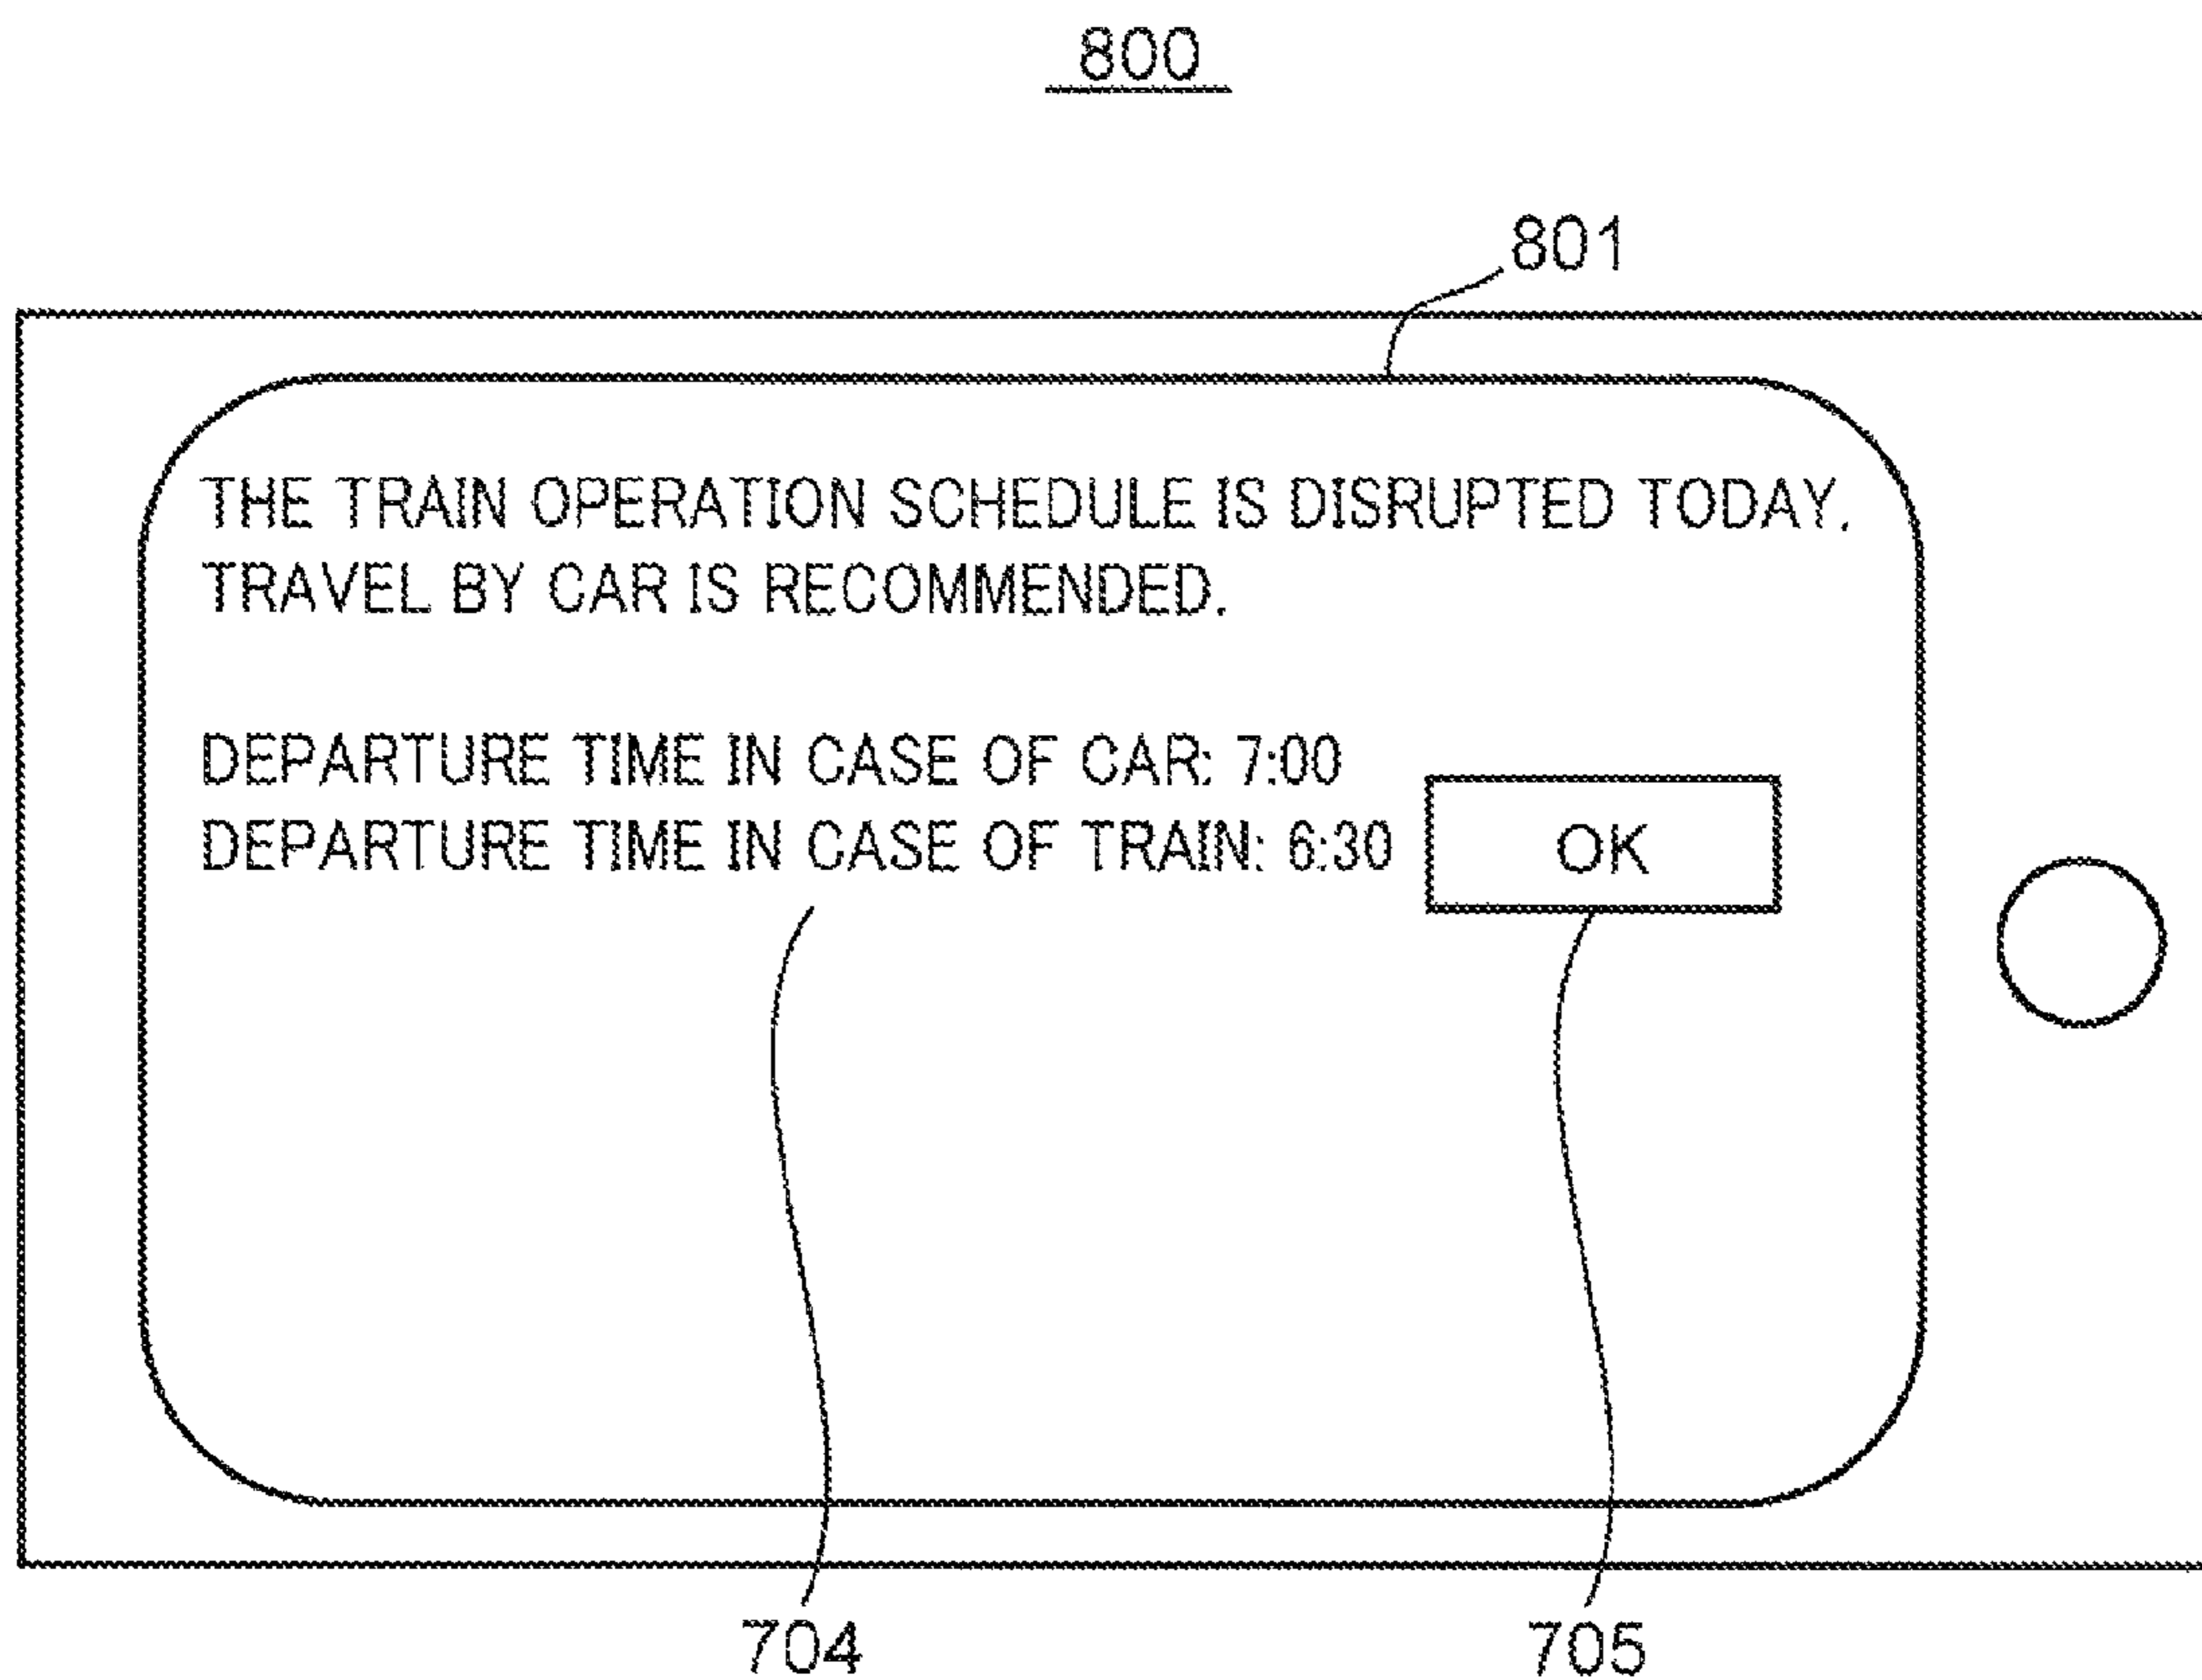 800
801
THE TRAIN OPERATION SCHEDULE IS DISRUPTED TODAY.
TRAVEL BY CAR IS RECOMMENDED.
DEPARTURE TIME IN CASE OF CAR: 7:00
DEPARTURE TIME IN CASE OF TRAIN: 6:30
OK
704
705